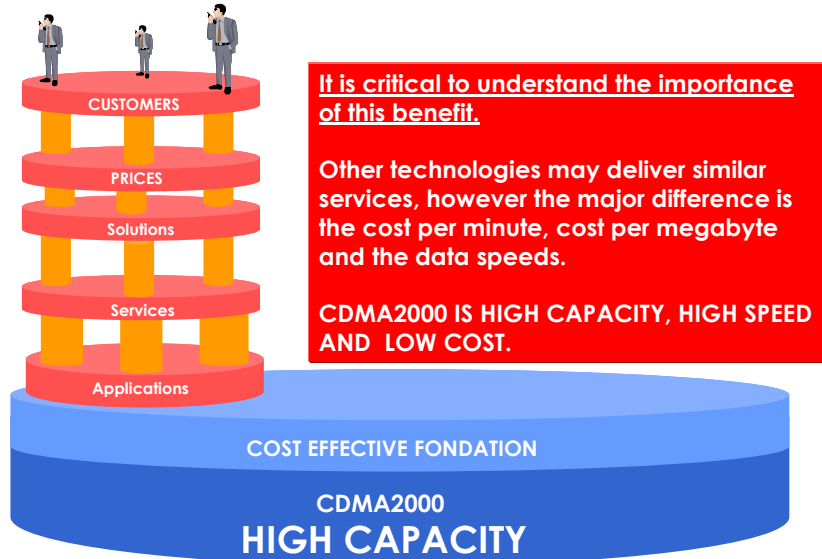 CUSTOMERS
PRICES
Solutions
Services
Applications
It is critical to understand the importance
of this benefit.
Other technologies may deliver similar
services, however the major difference is
the cost per minute, cost per megabyte
and the data speeds.
CDMA2000 IS HIGH CAPACITY, HIGH SPEED
AND LOW COST.
COST EFFECTIVE FONDATION
CDMA2000
HIGH CAPACITY